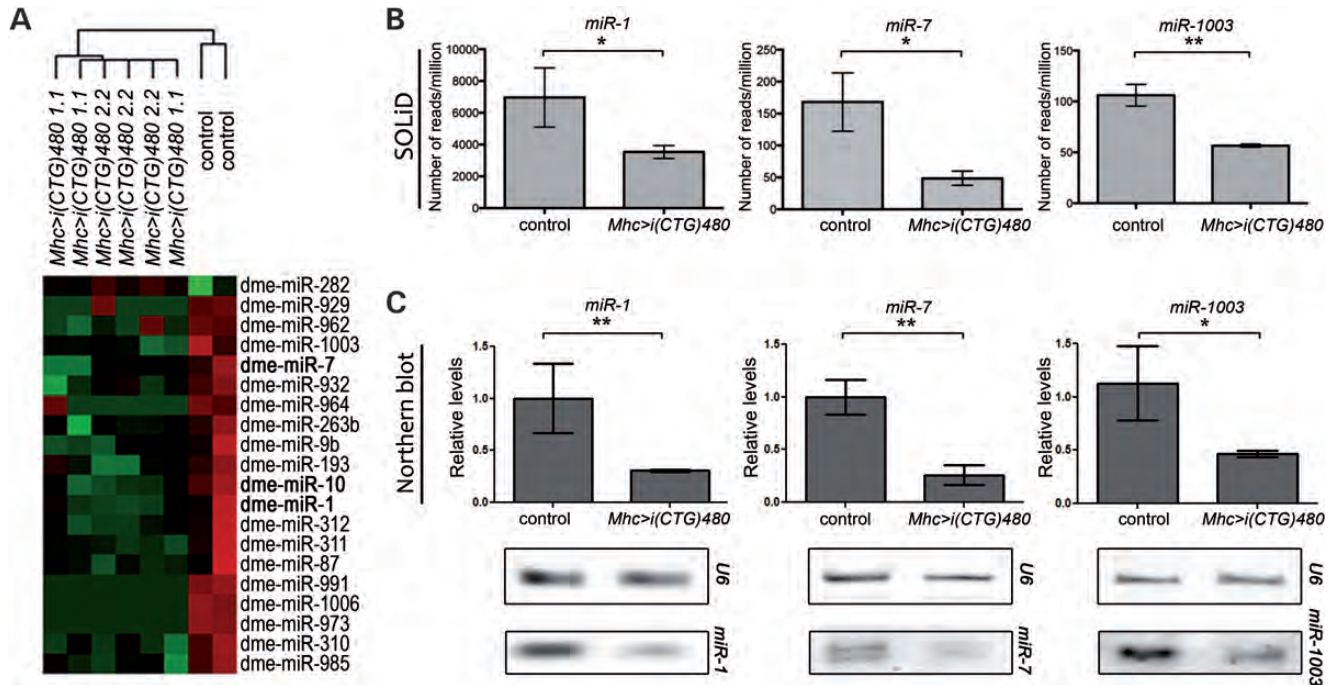 A
Mhc>i(CTG)480 1.1
Mhc>i(CTG)480 1.1
Mhc>i(CTG)480 2.2
Mhc>i(CTG)480 2.2
Mhc>i(CTG)480 2.2
Mhc>i(CTG)480 1.1
control
control
dme-miR-282
dme-miR-929
dme-miR-962
dme-miR-1003
dme-miR-7
dme-miR-932
dme-miR-964
dme-miR-263b
dme-miR-9b
dme-miR-193
dme-miR-10
dme-miR-1
dme-miR-312
dme-miR-311
dme-miR-87
dme-miR-991
dme-miR-1006
dme-miR-973
dme-miR-310
dme-miR-985
B
SOLiD
miR-1
*
Number of reads/million
10000
8000
6000
4000
2000
0
control
Mhc>i(CTG)480
miR-7
*
Number of reads/million
250
200
150
100
50
0
control
Mhc>i(CTG)480
miR-1003
**
Number of reads/million
150
100
50
0
control
Mhc>i(CTG)480
C
Northern blot
miR-1
**
Relative levels
1.5
1.0
0.5
0.0
control
Mhc>i(CTG)480
miR-7
**
Relative levels
1.5
1.0
0.5
0.0
control
Mhc>i(CTG)480
miR-1003
*
Relative levels
1.5
1.0
0.5
0.0
control
Mhc>i(CTG)480
U6
miR-1
U6
miR-7
U6
miR-1003